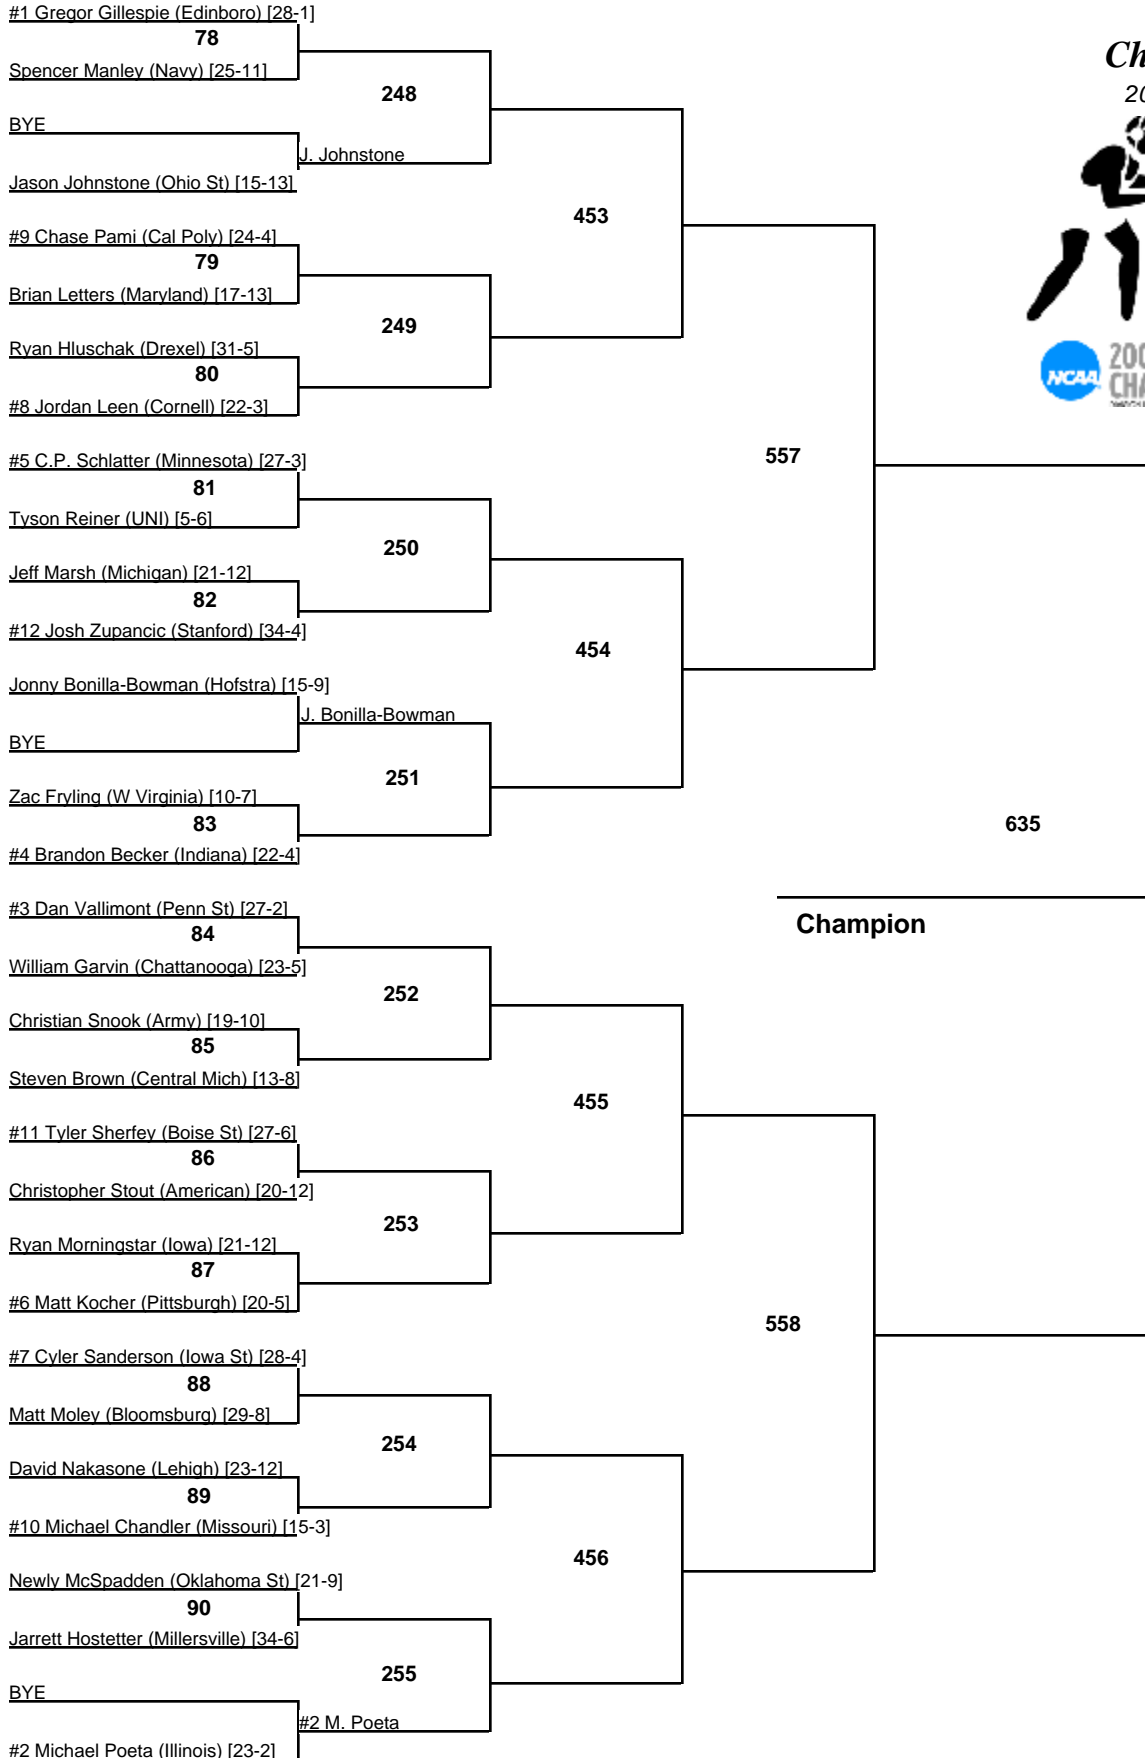 #1 Gregor Gillespie (Edinboro) [28-1]
78
Ch
Spencer Manley (Navy) [25-11]
248
20
BYE
J. Johnstone
Jason Johnstone (Ohio St) [15-13]
453
#9 Chase Pami (Cal Poly) [24-4]
79
Brian Letters (Maryland) [17-13]
249
Ryan Hluschak (Drexel) [31-5]
80
NCAA
200
CHA
#8 Jordan Leen (Cornell) [22-3]
#5 C.P. Schlatter (Minnesota) [27-3]
557
81
Tyson Reiner (UNI) [5-6]
250
Jeff Marsh (Michigan) [21-12]
82
#12 Josh Zupancic (Stanford) [34-4]
454
Jonny Bonilla-Bowman (Hofstra) [15-9]
J. Bonilla-Bowman
BYE
251
Zac Fryling (W Virginia) [10-7]
83
635
#4 Brandon Becker (Indiana) [22-4]
#3 Dan Vallimont (Penn St) [27-2]
Champion
84
William Garvin (Chattanooga) [23-5]
252
Christian Snook (Army) [19-10]
85
Steven Brown (Central Mich) [13-8]
455
#11 Tyler Sherfey (Boise St) [27-6]
86
Christopher Stout (American) [20-12]
253
Ryan Morningstar (Iowa) [21-12]
87
#6 Matt Kocher (Pittsburgh) [20-5]
558
#7 Cyler Sanderson (Iowa St) [28-4]
88
Matt Moley (Bloomsburg) [29-8]
254
David Nakasone (Lehigh) [23-12]
89
#10 Michael Chandler (Missouri) [15-3]
456
Newly McSpadden (Oklahoma St) [21-9]
90
Jarrett Hostetter (Millersville) [34-6]
255
BYE
#2 M. Poeta
#2 Michael Poeta (Illinois) [23-2]